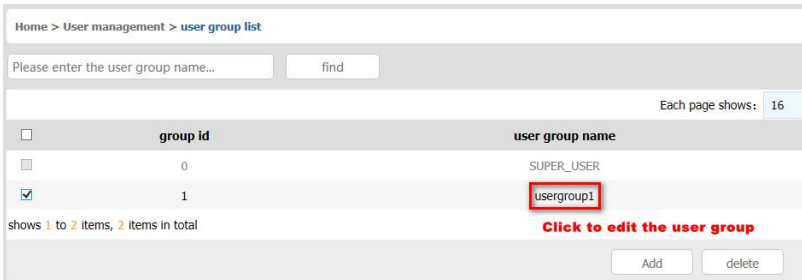 Home > User management > user group list
Please enter the user group name... find
Each page shows: 16
group id user group name
0 SUPER_USER
1 usergroup1
shows 1 to 2 items, 2 items in total
Click to edit the user group
Add delete